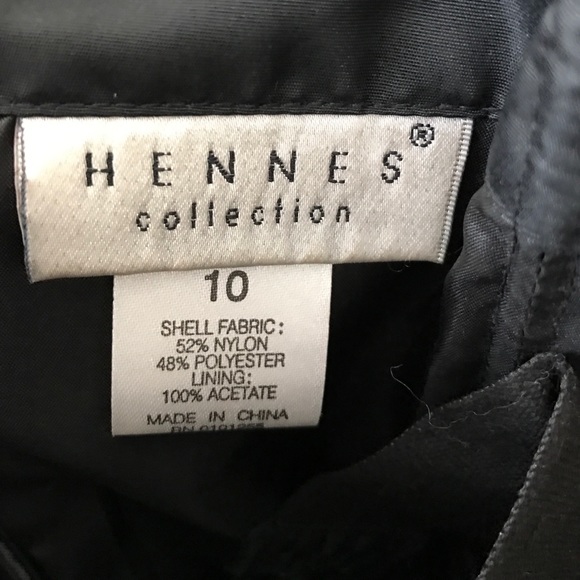 HENNES®
collection
10
SHELL FABRIC:
52% NYLON
48% POLYESTER
LINING:
100% ACETATE
MADE IN CHINA